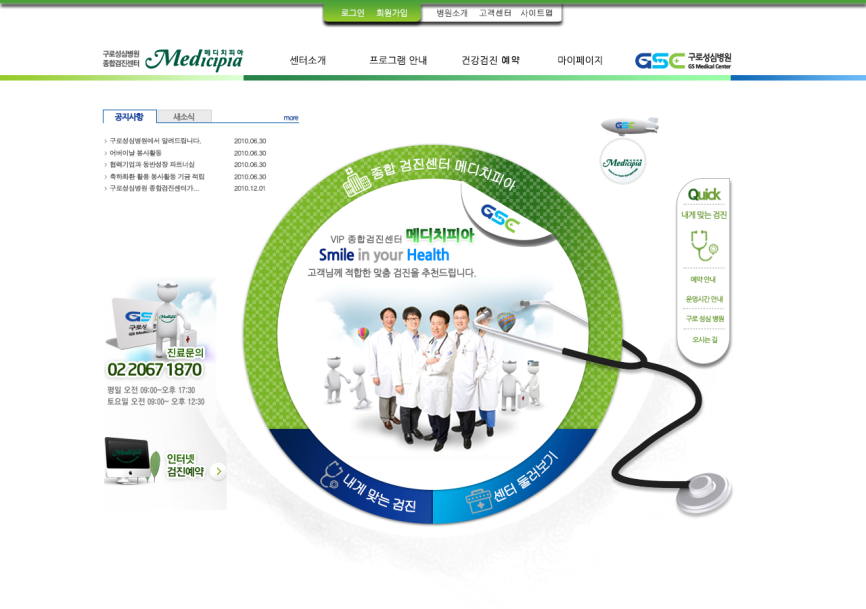 로그인 회원가입 병원소개 고객센터 사이트맵
구로성심병원
종합검진센터
메디치피아
Medicipia
센터소개 프로그램 안내 건강검진 예약 마이페이지
GSC 구로성심병원
GS Medical Center
공지사항 새소식 more
구로성심병원에서 알려드립니다. 2010.06.30
어버이날 봉사활동 2010.06.30
협력기업과 동반성장 파트너십 2010.06.30
축하화환 활용 봉사활동 기금 적립 2010.06.30
구로성심병원 종합검진센터가... 2010.12.01
GSC
Medicipia
종합 검진센터 메디치피아
GSC
VIP 종합검진센터 메디치피아
Smile in your Health
고객님께 적합한 맞춤 검진을 추천드립니다.
Quick
내게 맞는 검진
예약 안내
운영시간 안내
구로 성심 병원
오시는 길
GS
구로성
GS Medical
진료문의
02 2067 1870
평일 오전 09:00~오후 17:30
토요일 오전 09:00~ 오후 12:30
Medicipia
인터넷
검진예약
내게 맞는 검진
센터 둘러보기